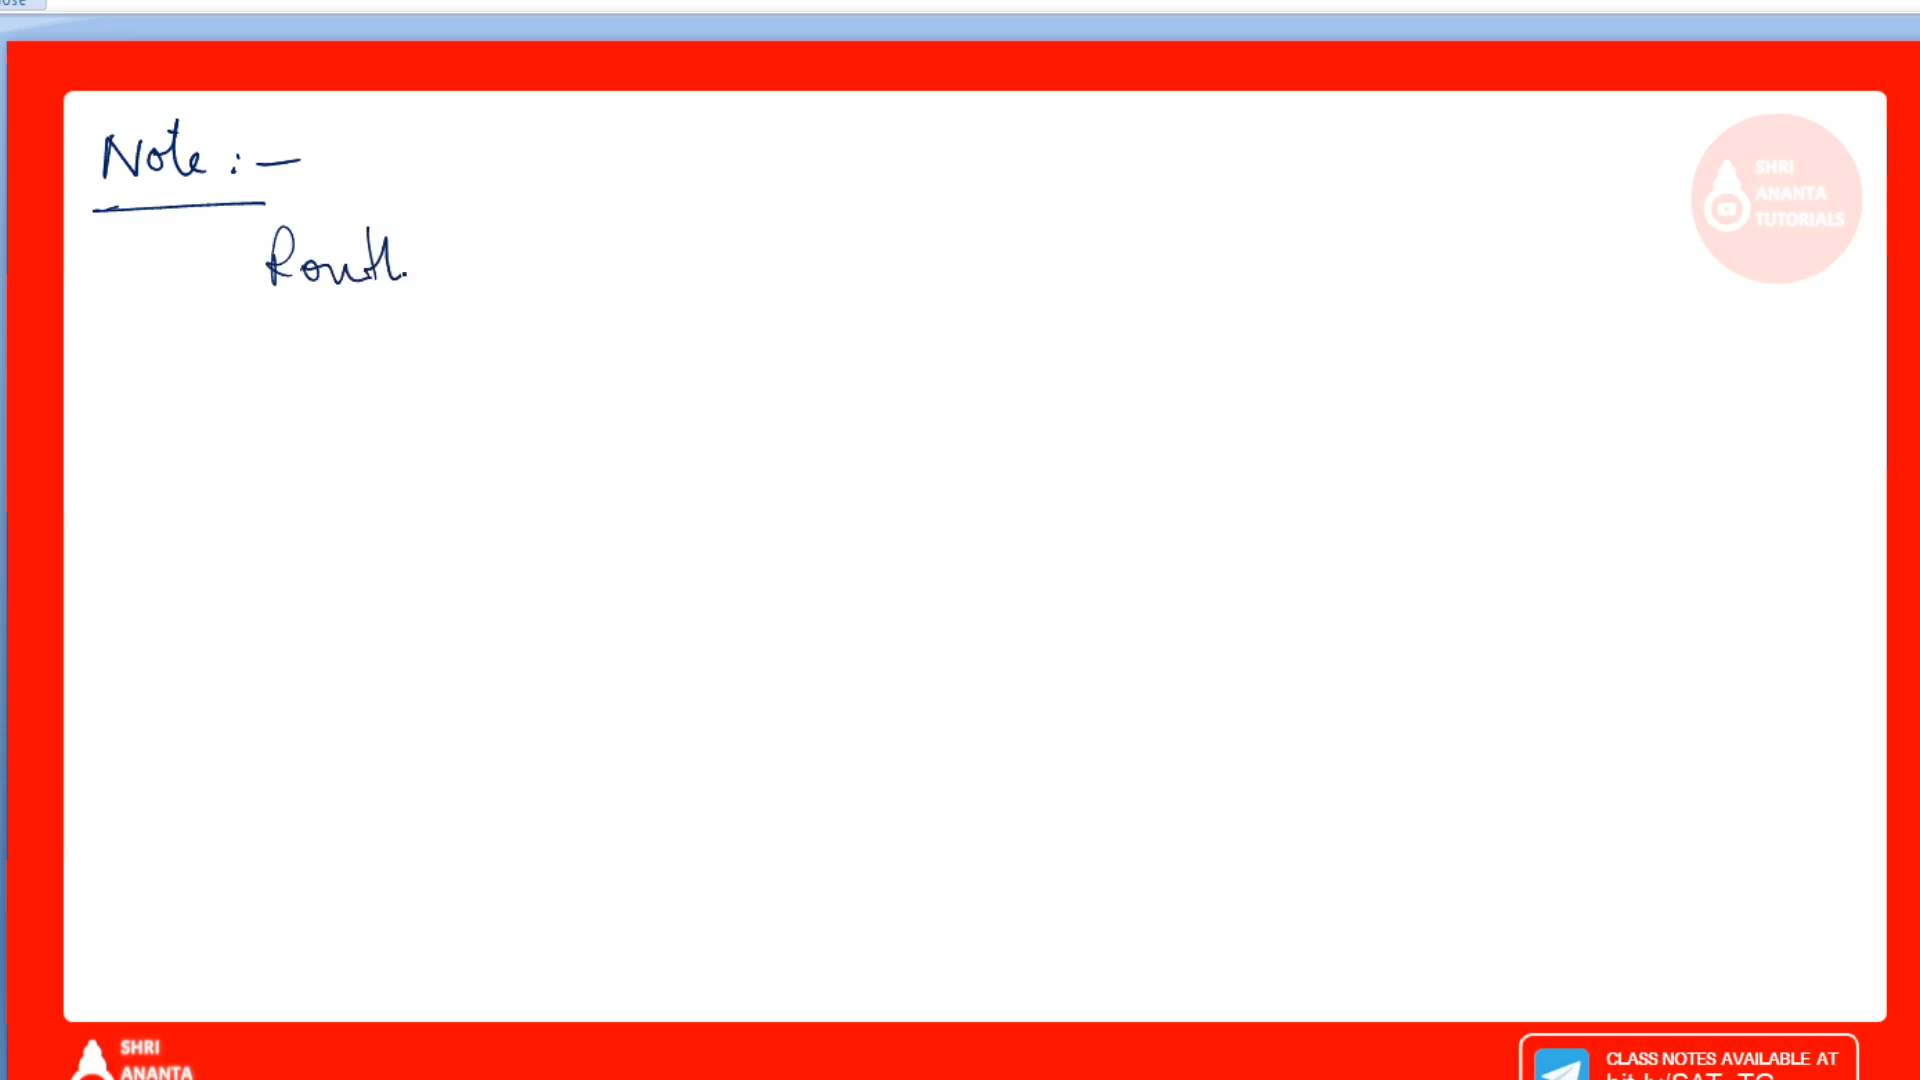 Note :-
Routh
SHRI
ANANTA
TUTORIALS
SHRI
ANANTA
CLASS NOTES AVAILABLE AT